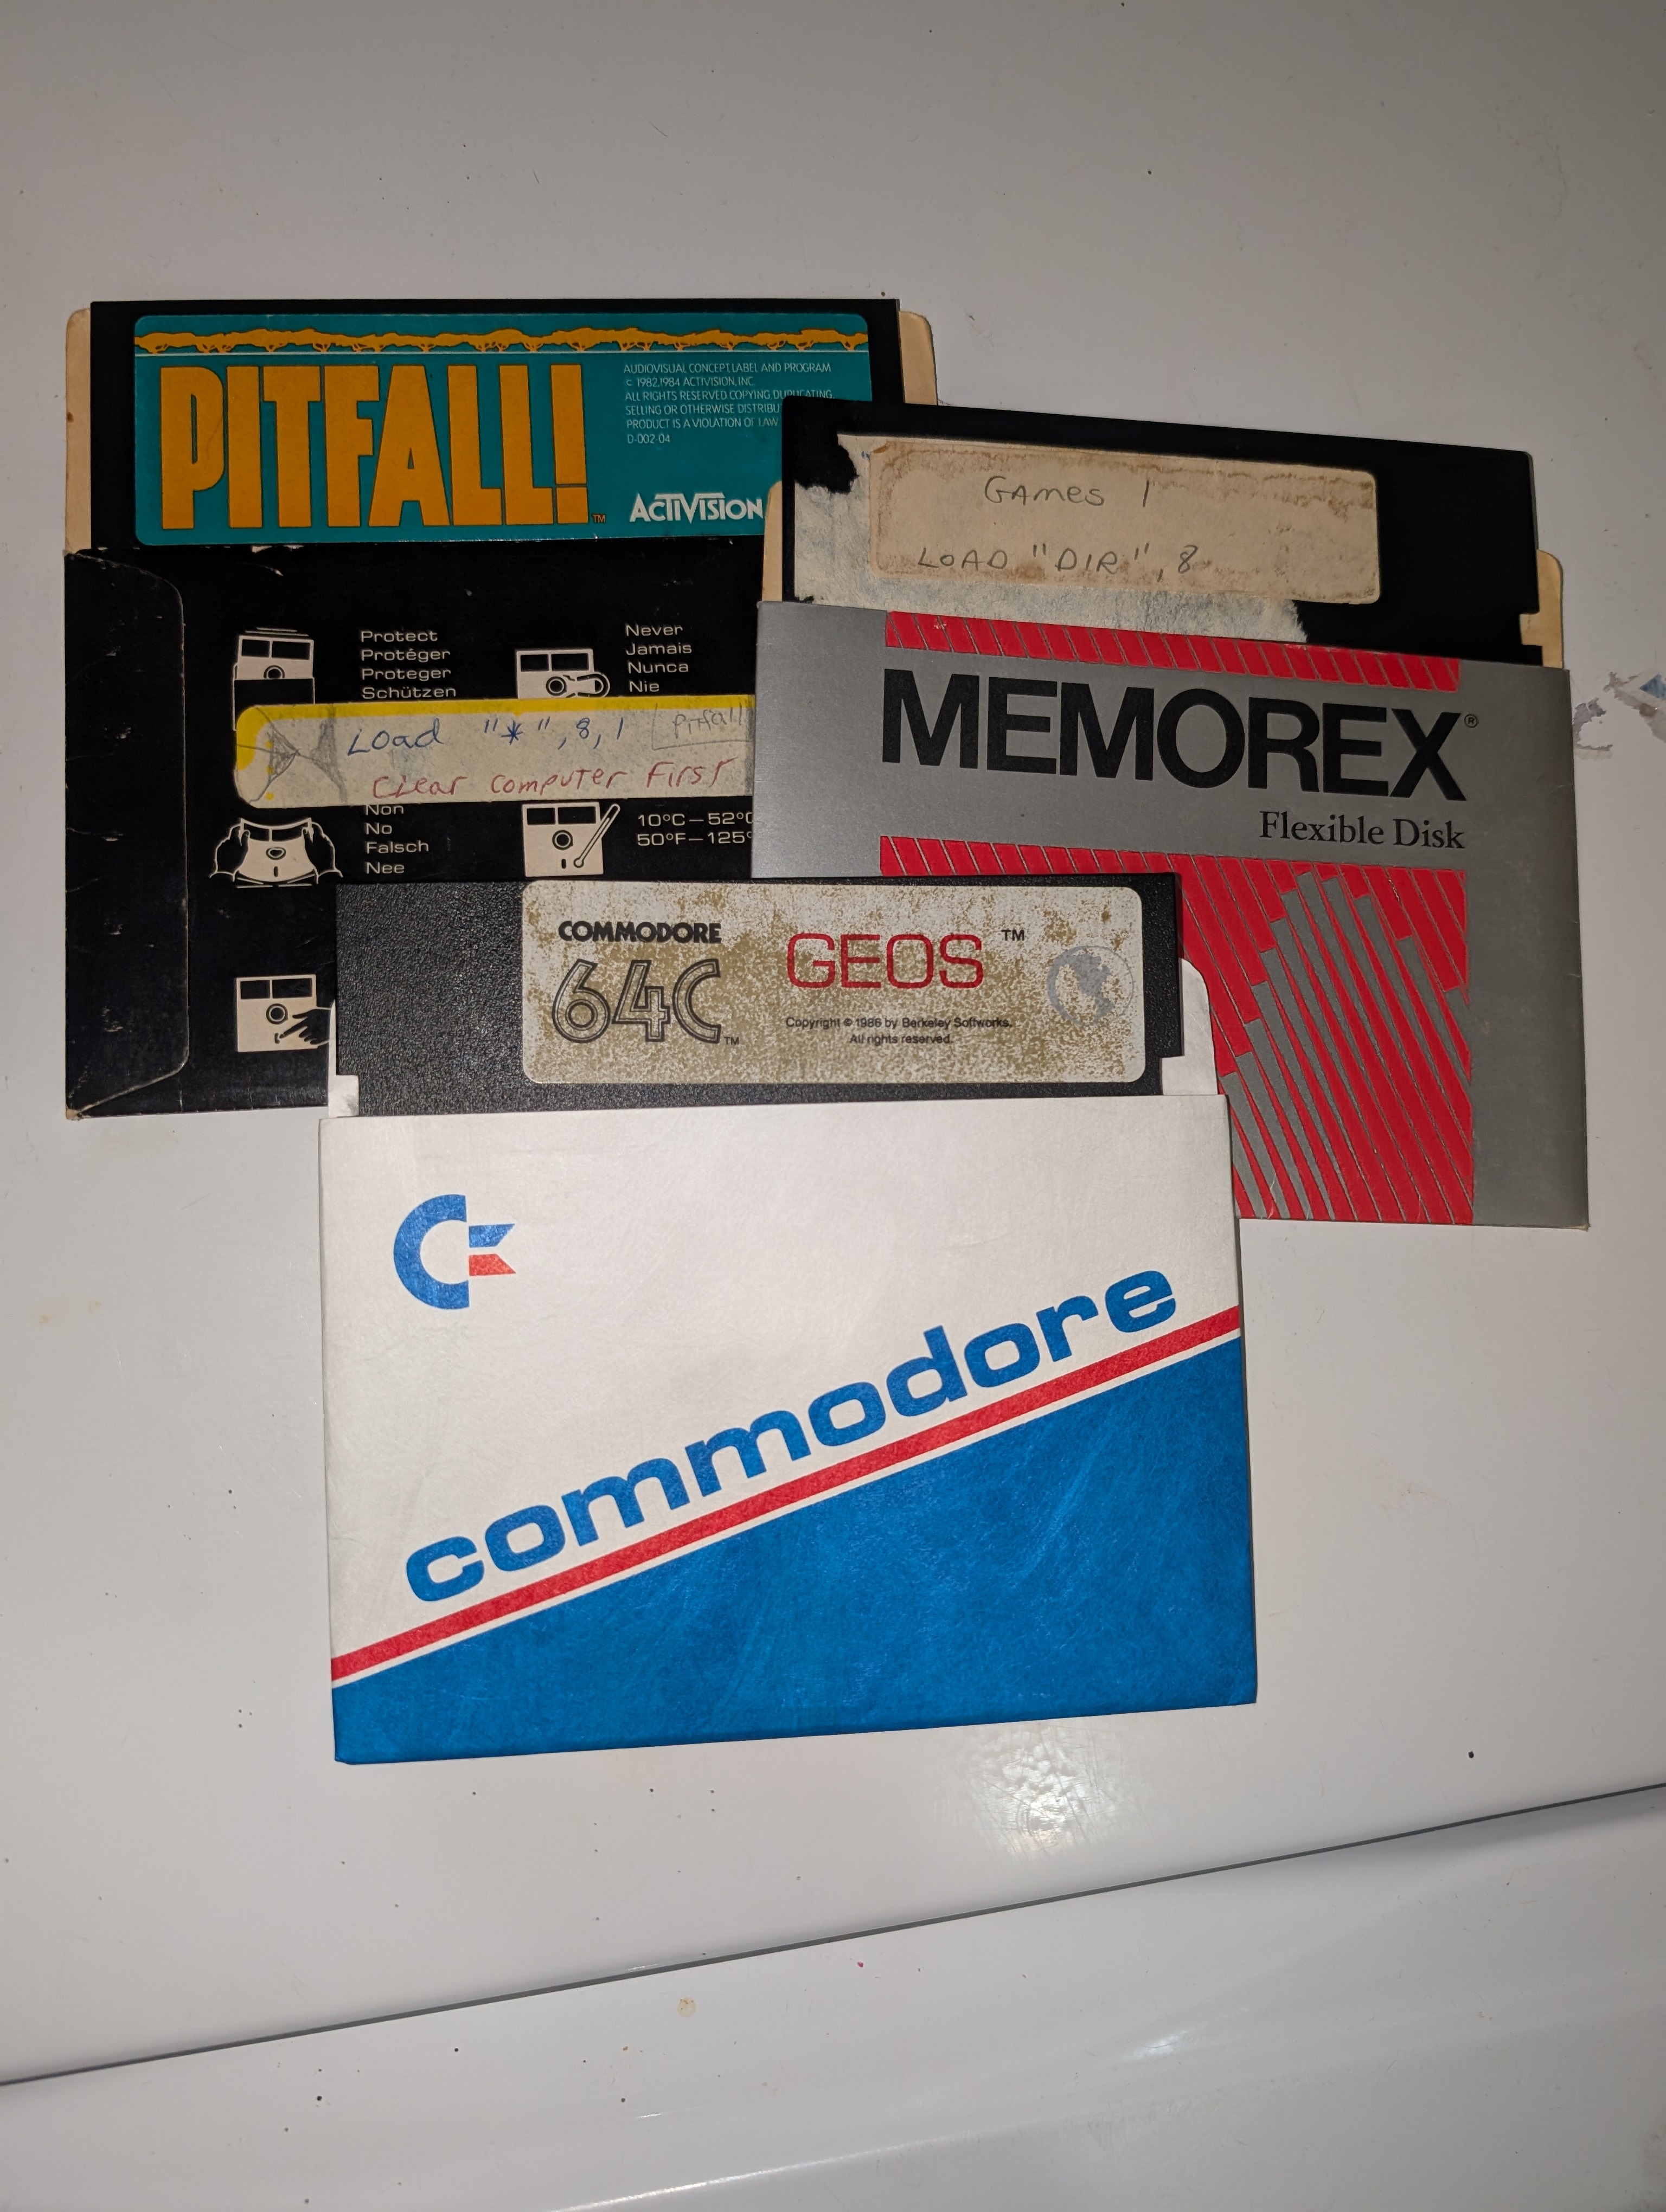 PITFALL!™
AUDIOVISUAL CONCEPT, LABEL AND PROGRAM
© 1982, 1984 ACTIVISION, INC.
ALL RIGHTS RESERVED COPYING, DUPLICATING,
SELLING OR OTHERWISE
PRODUCT IS A VIOLATION OF LAW
D-002-04
ACTIVISION
Protect
Protéger
Proteger
Schützen
Never
Jamais
Nunca
Nie
Load "*",8,1 Pitfall
Clear Computer First
Non
No
Falsch
Nee
10°C–52°C
50°F–125°
GAMES 1
LOAD "DIR",8
MEMOREX®
Flexible Disk
COMMODORE
64C™
GEOS™
Copyright © 1986 by Berkeley Softworks.
All rights reserved.
commodore